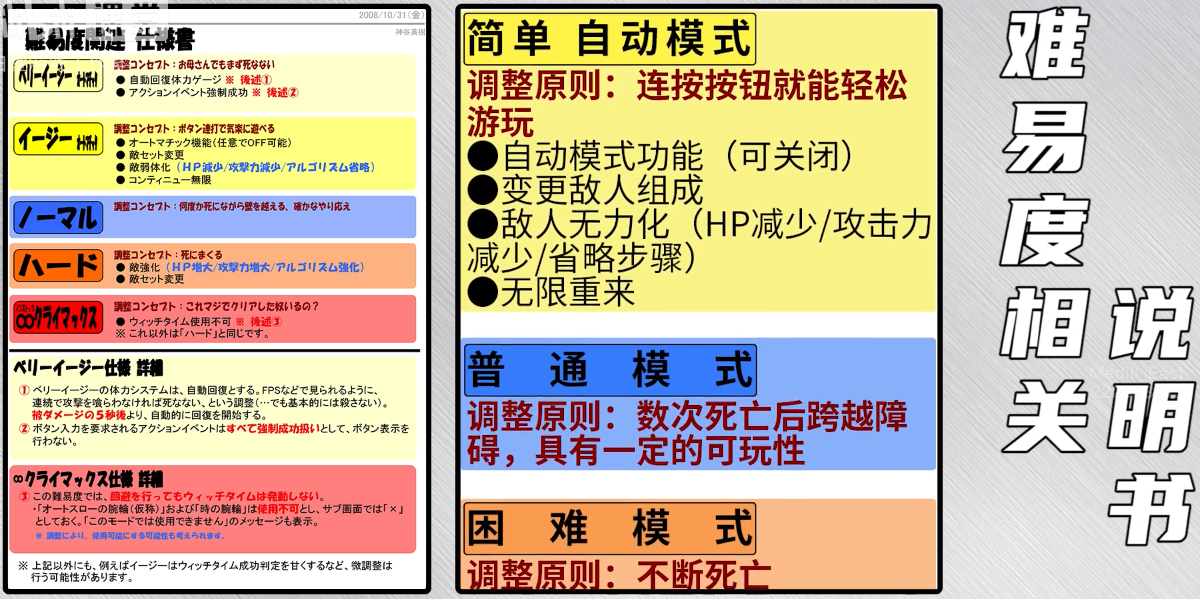 2008/10/31(金)
神谷英樹
難易度関連 仕様書
ベリーイージー
調整コンセプト：お母さんでもまず死なない
● 自動回復体力ゲージ ※ 後述①
● アクションイベント強制成功 ※ 後述②
イージー
調整コンセプト：ボタン連打で気楽に遊べる
● オートマチック機能(任意でOFF可能)
● 敵セット変更
● 敵弱体化（ＨＰ減少/攻撃力減少/アルゴリズム省略）
● コンティニュー無限
ノーマル
調整コンセプト：何度か死にながら壁を越える、確かなやり応え
ハード
調整コンセプト：死にまくる
● 敵強化（ＨＰ増大/攻撃力増大/アルゴリズム強化）
● 敵セット変更
∞クライマックス
調整コンセプト：これマジでクリアした奴いるの？
● ウィッチタイム使用不可 ※ 後述③
※ これ以外は「ハード」と同じです。
ベリーイージー仕様 詳細
① ベリーイージーの体力システムは、自動回復とする。FPSなどで見られるように、
連続で攻撃を喰らわなければ死なない、という調整（…でも基本的には殺さない）。
被ダメージの５秒後より、自動的に回復を開始する。
② ボタン入力を要求されるアクションイベントはすべて強制成功扱いとして、ボタン表示を
行わない。
∞クライマックス仕様 詳細
③ この難易度では、回避を行ってもウィッチタイムは発動しない。
・「オートスローの腕輪（仮称）」および「時の腕輪」は使用不可とし、サブ画面では「×」
としておく。「このモードでは使用できません」のメッセージも表示。
※ 調整により、使用可能にする可能性も考えられます。
※ 上記以外にも、例えばイージーはウィッチタイム成功判定を甘くするなど、微調整は
行う可能性があります。
简单 自动模式
调整原则：连按按钮就能轻松
游玩
●自动模式功能（可关闭）
●变更敌人组成
●敌人无力化（HP减少/攻击力
减少/省略步骤）
●无限重来
普通模式
调整原则：数次死亡后跨越障
碍，具有一定的可玩性
困难模式
调整原则：不断死亡
难易度相关
说明书